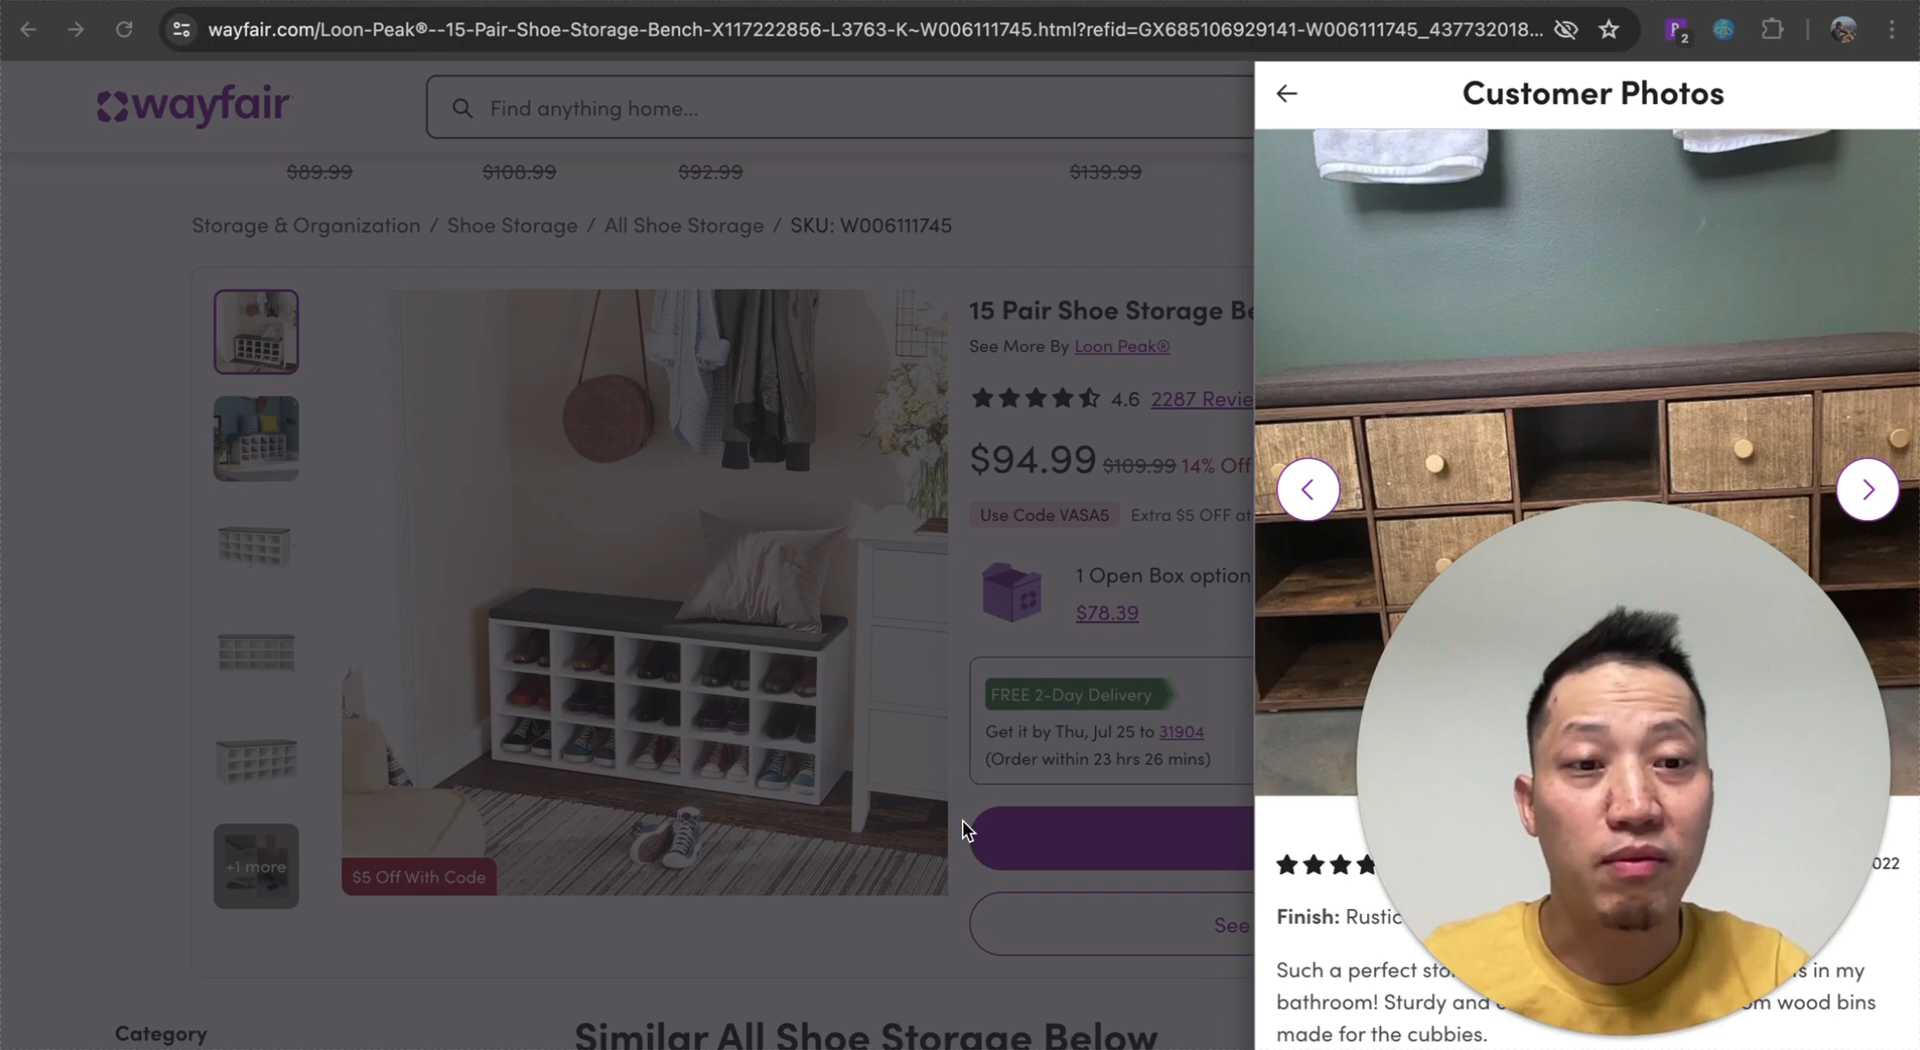 wayfair.com/Loon-Peak®--15-Pair-Shoe-Storage-Bench-X117222856-L3763-K~W006111745.html?refid=GX685106929141-W006111745_437732018...
P
2
wayfair
Find anything home...
$89.99
$108.99
$92.99
$139.99
Storage & Organization / Shoe Storage / All Shoe Storage / SKU: W006111745
+1 more
$5 Off With Code
15 Pair Shoe Storage
See More By Loon Peak®
4.6 2287
$94.99 $109.99 14% Off
Use Code VASA5 Extra $5 OFF at
1 Open Box option
$78.39
FREE 2-Day Delivery
Get it by Thu, Jul 25 to 31904
(Order within 23 hrs 26 mins)
See
Category
Similar All Shoe Storage Below
Customer Photos
022
Finish: Rustic
Such a perfect in my
bathroom! Sturdy and wood bins
made for the cubbies.